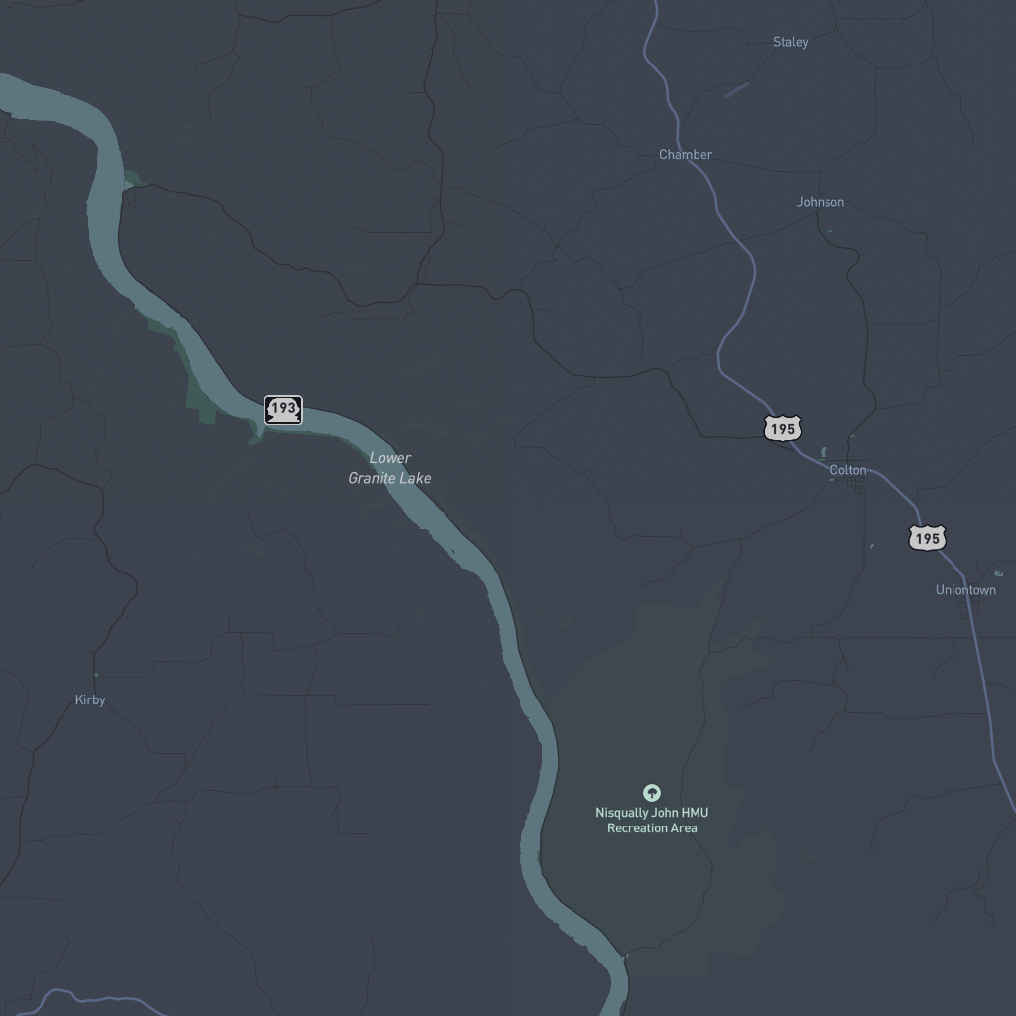 Staley
Chamber
Johnson
193
195
Lower
Granite Lake
Colton
195
Uniontown
Kirby
Nisqually John HMU
Recreation Area